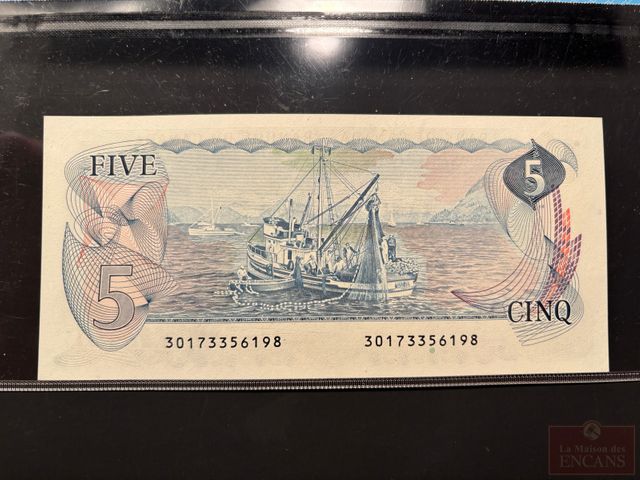 FIVE
5
5
CINQ
30173356198 30173356198
La Maison des
ENCANS